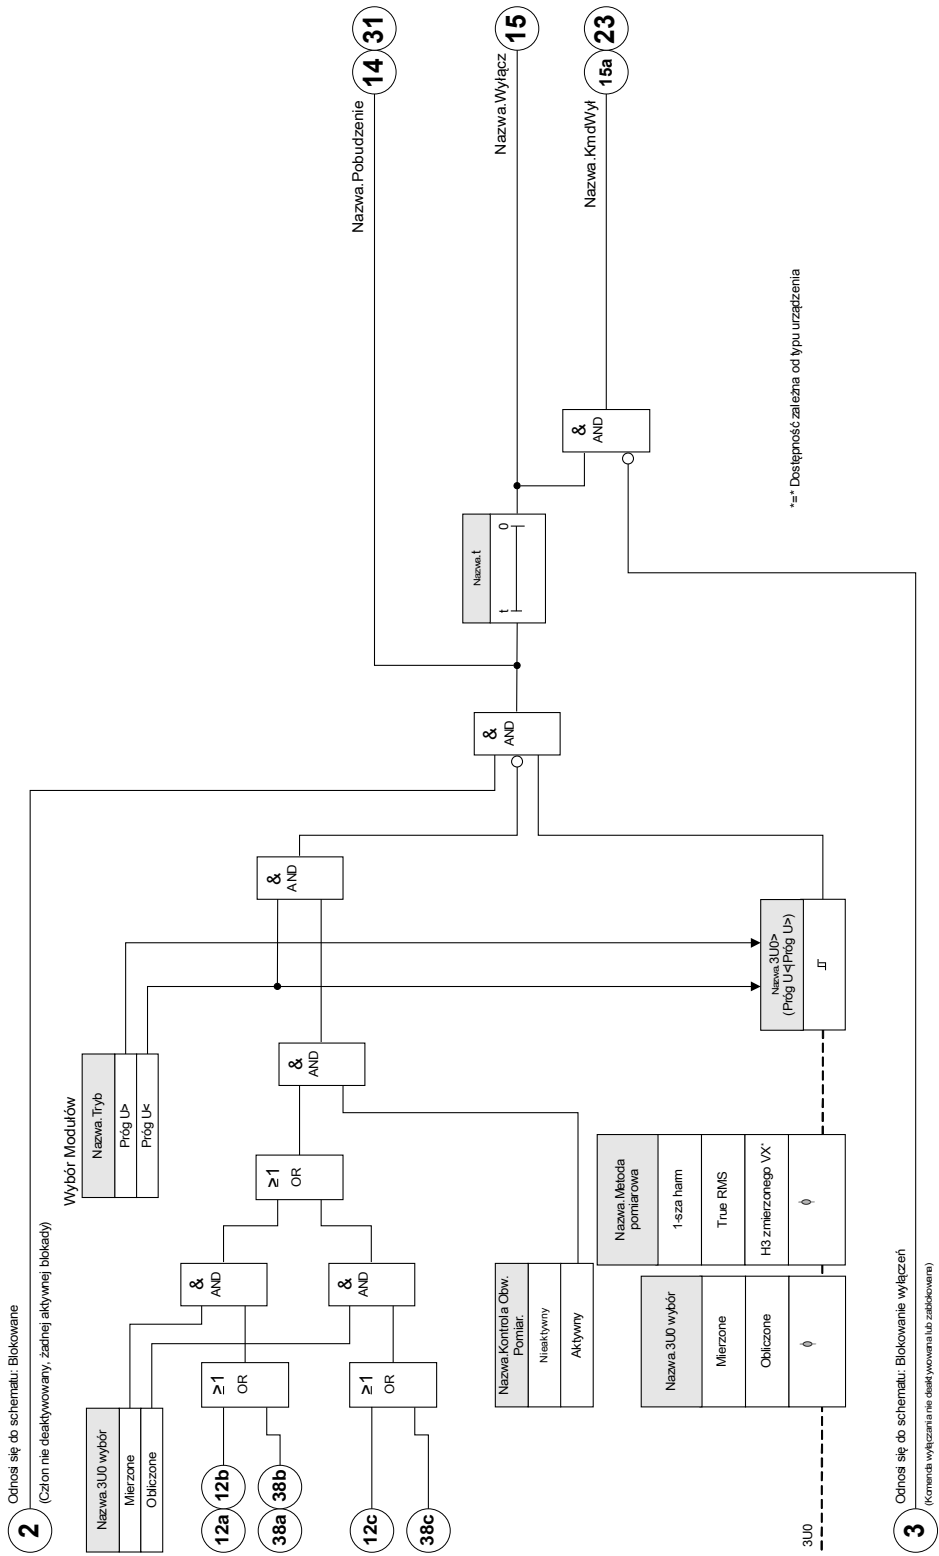 2
Odnosi się do schematu: Blokowane
(Człon nie deaktywowany, żadnej aktywnej blokady)
Wybór Modułów
Nazwa.Tryb
Próg U>
Próg U<
Nazwa.3U0 wybór
Mierzone
Obliczone
12a
12b
38a
38b
12c
38c
≥1
OR
≥1
OR
&
AND
&
AND
≥1
OR
&
AND
&
AND
&
AND
Nazwa.Kontrola Obw.
Pomiar.
Nieaktywny
Aktywny
Nazwa.t
t
0
&
AND
Nazwa.Pobudzenie
14
31
Nazwa.Wyłącz
15
Nazwa.KmdWył
15a
23
Nazwa.3U0 wybór
Mierzone
Obliczone
ϕ
Nazwa.Metoda
pomiarowa
1-sza harm
True RMS
H3 zmierzonego VX*
ϕ
Nazwa.3U0>
(Próg U<|Próg U>)
3U0
*=* Dostępność zależna od typu urządzenia
3
Odnosi się do schematu: Blokowanie wyłączeń
(Komenda wyłączania nie deaktywowana lub zablokowana)